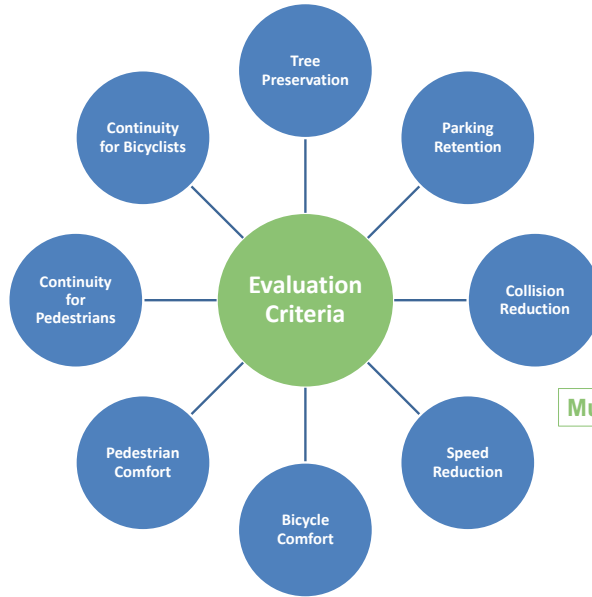 Tree
Preservation
Continuity
for Bicyclists
Parking
Retention
Continuity
for
Pedestrians
Evaluation
Criteria
Collision
Reduction
Pedestrian
Comfort
Speed
Reduction
Bicycle
Comfort